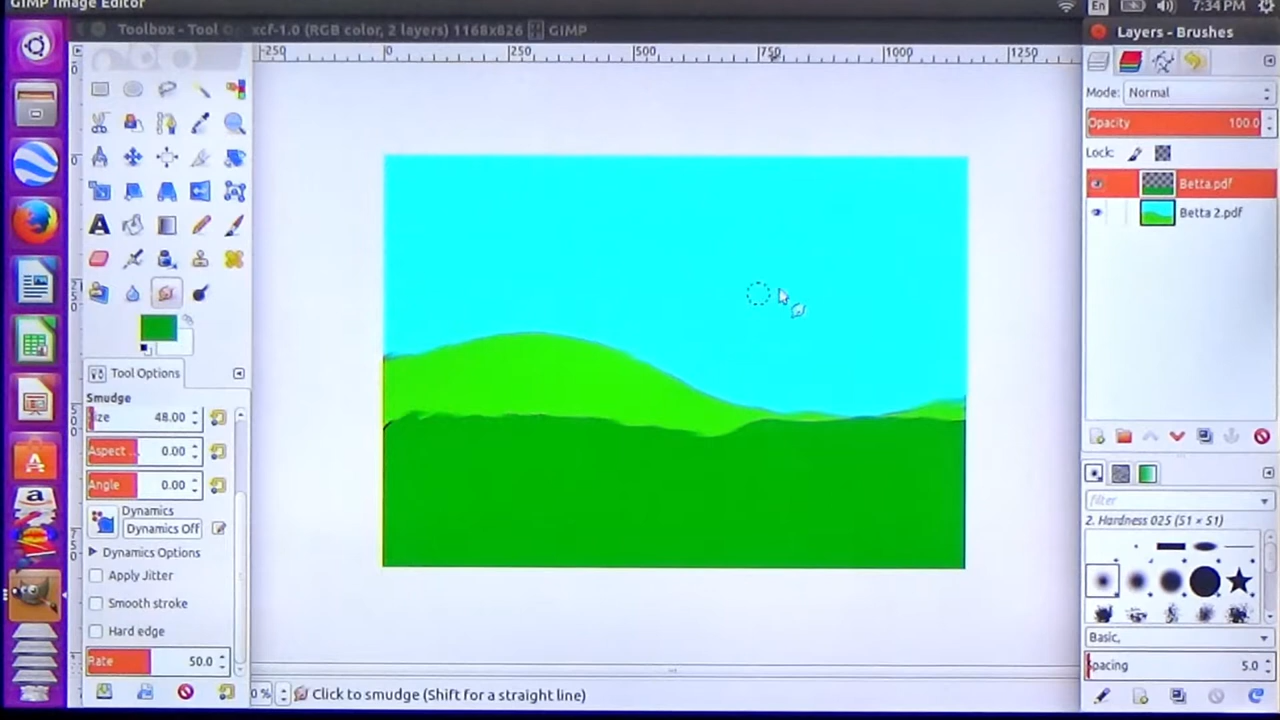 GIMP Image Editor
En
7:34 PM
Toolbox - Tool O
xcf-1.0 (RGB color, 2 layers) 1168x826
GIMP
Layers - Brushes
-250
0
250
500
750
1000
1250
Mode: Normal
Opacity 100.0
Lock:
Betta.pdf
Betta 2.pdf
Tool Options
Smudge
Size 48.00
Aspect ... 0.00
Angle 0.00
Dynamics
Dynamics Off
Dynamics Options
Apply Jitter
Smooth stroke
Hard edge
Rate 50.0
filter
2. Hardness 025 (51 × 51)
Basic,
Spacing 5.0
Click to smudge (Shift for a straight line)